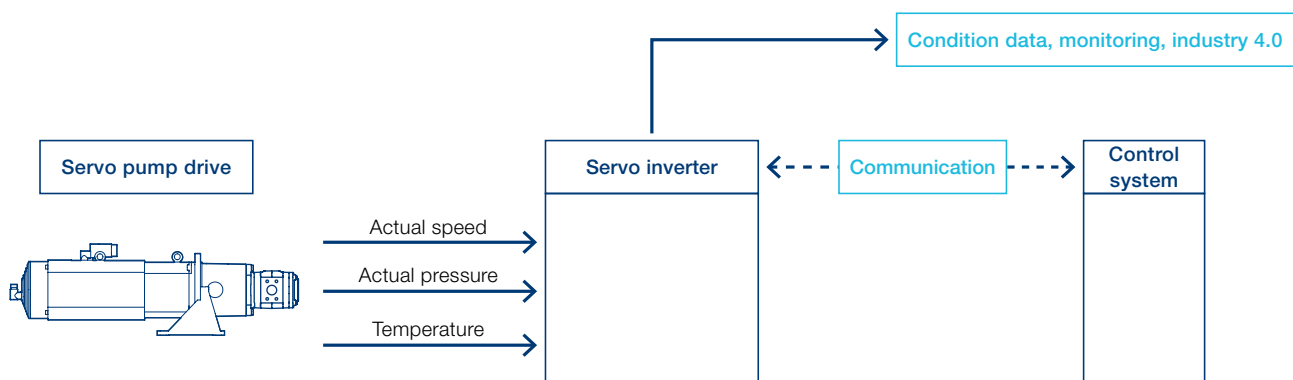 Condition data, monitoring, industry 4.0
Servo pump drive
Servo inverter
Communication
Control
system
Actual speed
Actual pressure
Temperature